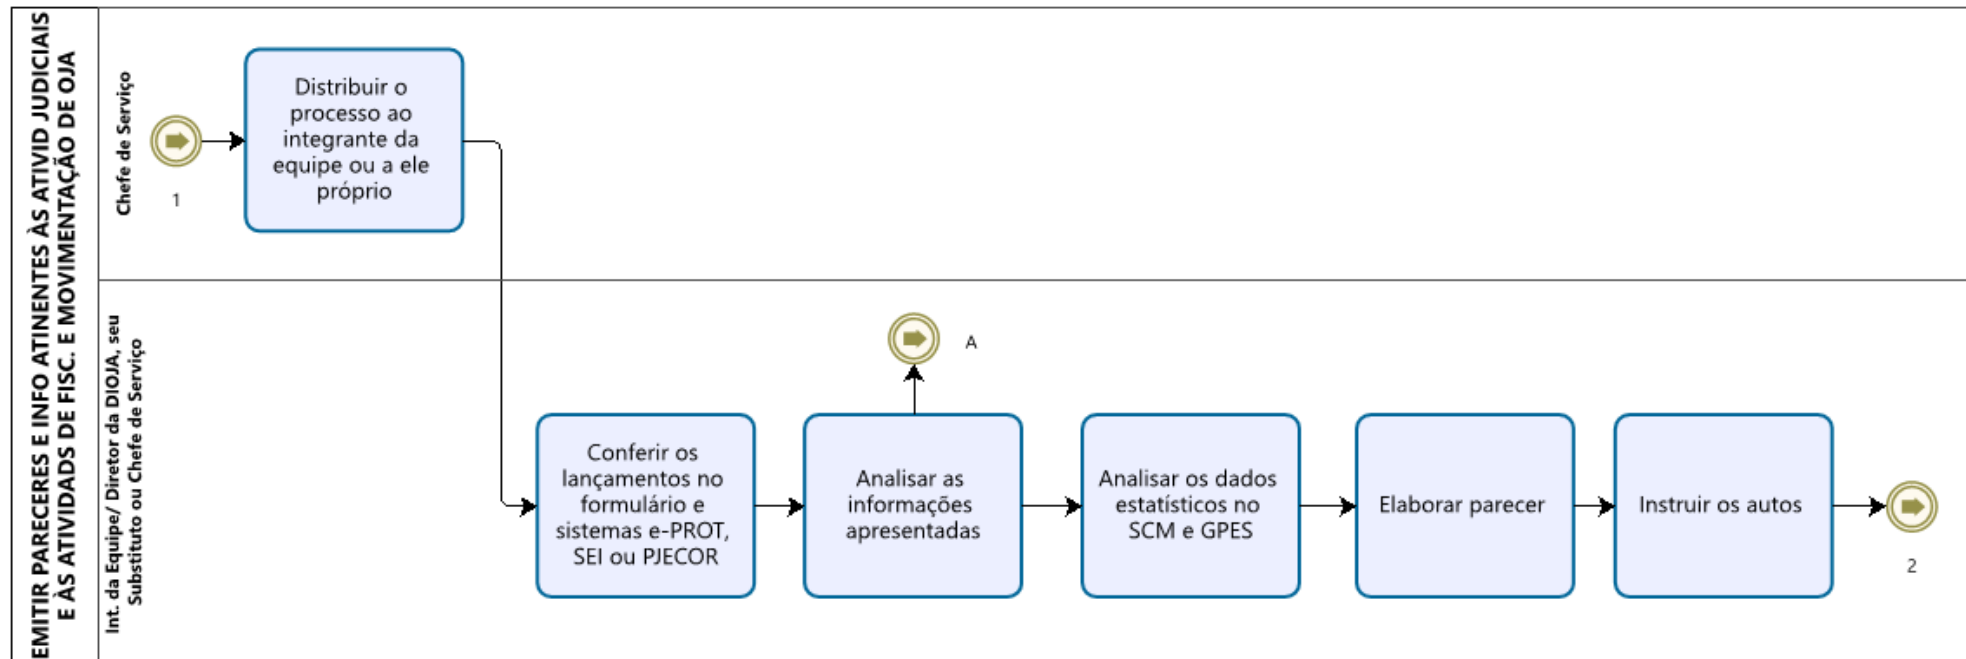 EMITIR PARECERES E INFO ATINENTES ÀS ATIVID JUDICIAIS
E ÀS ATIVIDADS DE FISC. E MOVIMENTAÇÃO DE OJA
Chefe de Serviço
1
Distribuir o
processo ao
integrante da
equipe ou a ele
próprio
Int. da Equipe/ Diretor da DIOJA, seu
Substituto ou Chefe de Serviço
A
Conferir os
lançamentos no
formulário e
sistemas e-PROT,
SEI ou PJECOR
Analisar as
informações
apresentadas
Analisar os dados
estatísticos no
SCM e GPES
Elaborar parecer
Instruir os autos
2